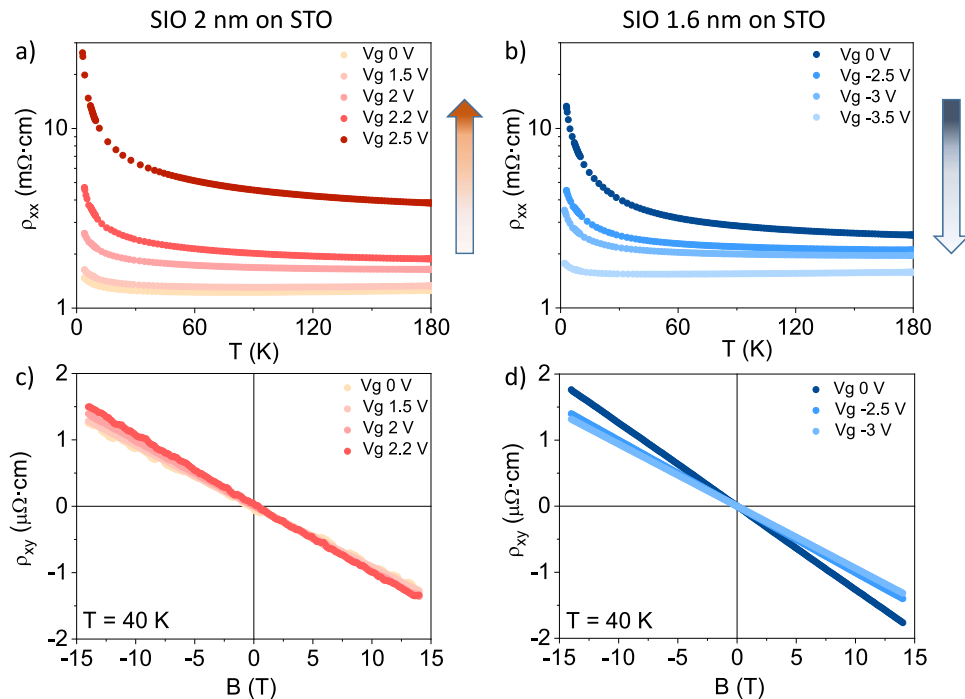 SIO 2 nm on STO
SIO 1.6 nm on STO
a)
Vg 0 V
Vg 1.5 V
Vg 2 V
Vg 2.2 V
Vg 2.5 V
10
1
ρxx (mΩ·cm)
0 60 120 180
T (K)
b)
Vg 0 V
Vg -2.5 V
Vg -3 V
Vg -3.5 V
10
1
ρxx (mΩ·cm)
0 60 120 180
T (K)
c)
Vg 0 V
Vg 1.5 V
Vg 2 V
Vg 2.2 V
2
1
0
-1
-2
ρxy (μΩ·cm)
T = 40 K
-15 -10 -5 0 5 10 15
B (T)
d)
Vg 0 V
Vg -2.5 V
Vg -3 V
2
1
0
-1
-2
ρxy (μΩ·cm)
T = 40 K
-15 -10 -5 0 5 10 15
B (T)